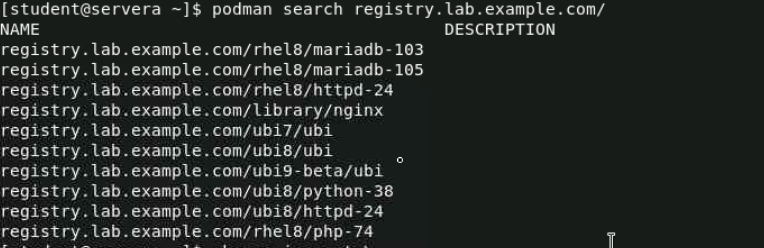 [student@servera ~]$ podman search registry.lab.example.com/
NAME DESCRIPTION
registry.lab.example.com/rhel8/mariadb-103
registry.lab.example.com/rhel8/mariadb-105
registry.lab.example.com/rhel8/httpd-24
registry.lab.example.com/library/nginx
registry.lab.example.com/ubi7/ubi
registry.lab.example.com/ubi8/ubi
registry.lab.example.com/ubi9-beta/ubi
registry.lab.example.com/ubi8/python-38
registry.lab.example.com/ubi8/httpd-24
registry.lab.example.com/rhel8/php-74